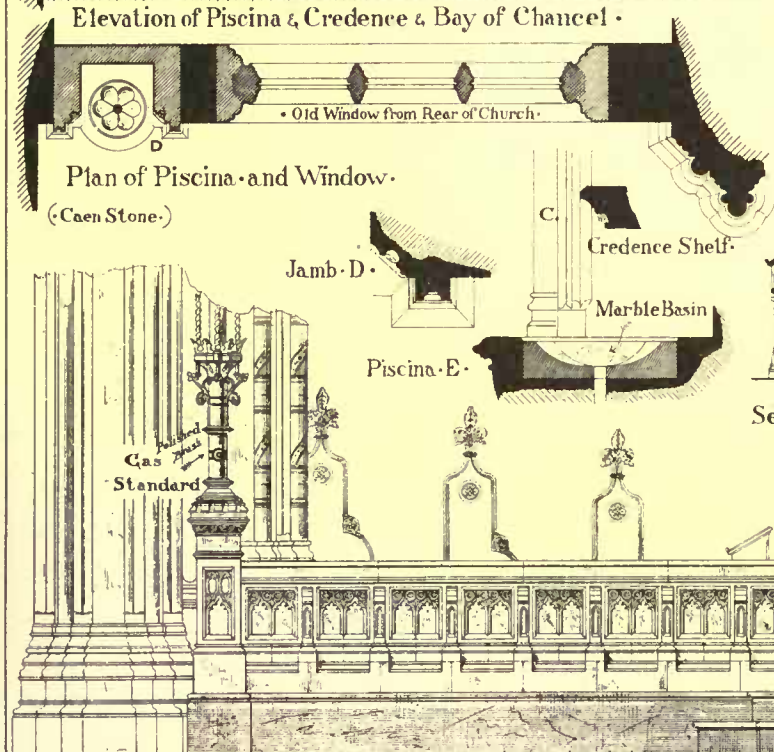 Elevation of Piscina & Credence & Bay of Chancel ·
· Old Window from Rear of Church ·
D
Plan of Piscina · and Window ·
(· Caen Stone ·)
C.
Credence Shelf ·
Jamb · D ·
Marble Basin
Piscina · E ·
Se
Polished
Brass
Gas
Standard